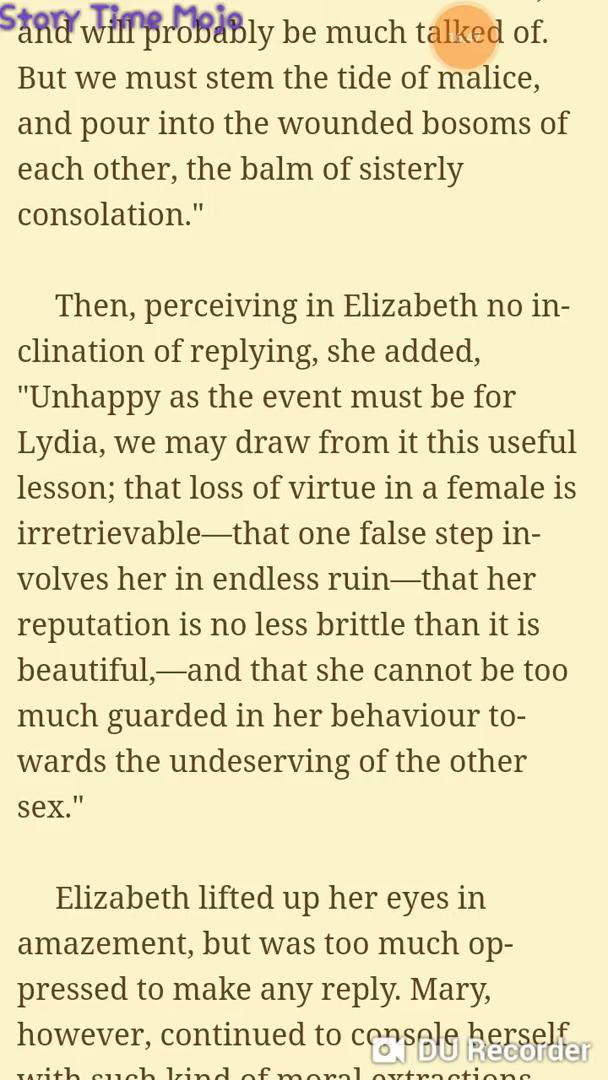 Story Time Mojo
and will probably be much talked of.
But we must stem the tide of malice,
and pour into the wounded bosoms of
each other, the balm of sisterly
consolation."
Then, perceiving in Elizabeth no in-
clination of replying, she added,
"Unhappy as the event must be for
Lydia, we may draw from it this useful
lesson; that loss of virtue in a female is
irretrievable—that one false step in-
volves her in endless ruin—that her
reputation is no less brittle than it is
beautiful,—and that she cannot be too
much guarded in her behaviour to-
wards the undeserving of the other
sex."
Elizabeth lifted up her eyes in
amazement, but was too much op-
pressed to make any reply. Mary,
however, continued to console herself
with such kind of moral extractions
DU Recorder